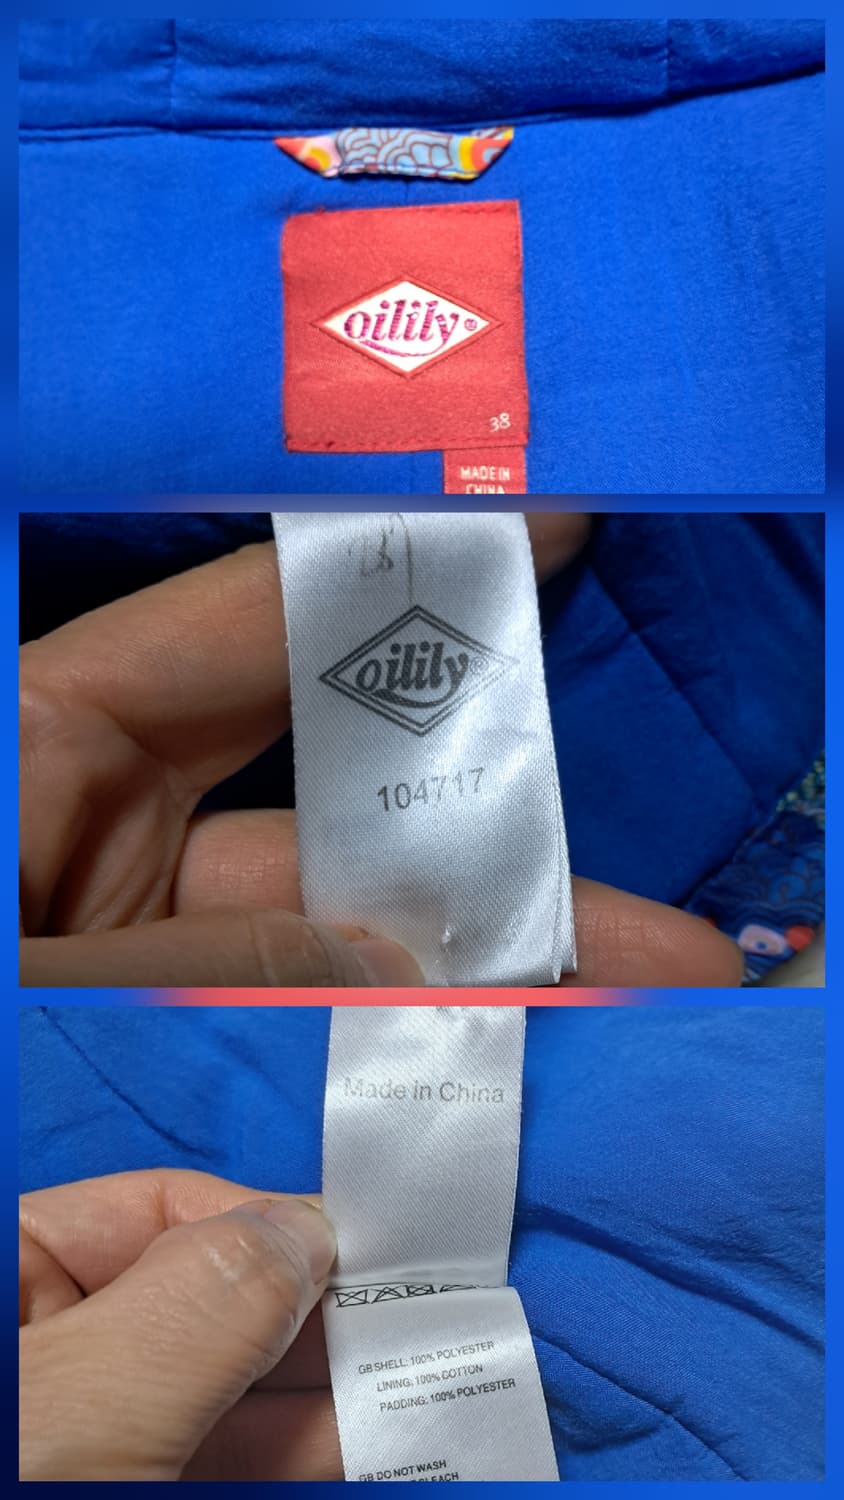 oilily®
38
MADE IN
CHINA
oilily®
104717
Made in China
GB SHELL: 100% POLYESTER
LINING: 100% COTTON
PADDING: 100% POLYESTER
GB DO NOT WASH
BLEACH